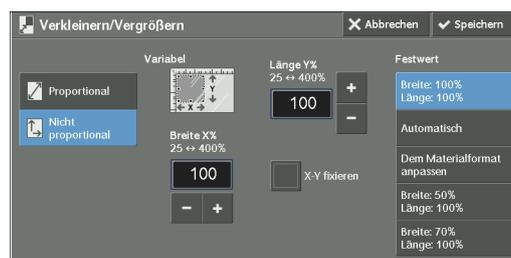 Verkleinern/Vergrößern
Abbrechen
Speichern
Proportional
Nicht
proportional
Variabel
Y
X
Breite X%
25 ↔ 400%
100
Länge Y%
25 ↔ 400%
100
X-Y fixieren
Festwert
Breite: 100%
Länge: 100%
Automatisch
Dem Materialformat
anpassen
Breite: 50%
Länge: 100%
Breite: 70%
Länge: 100%